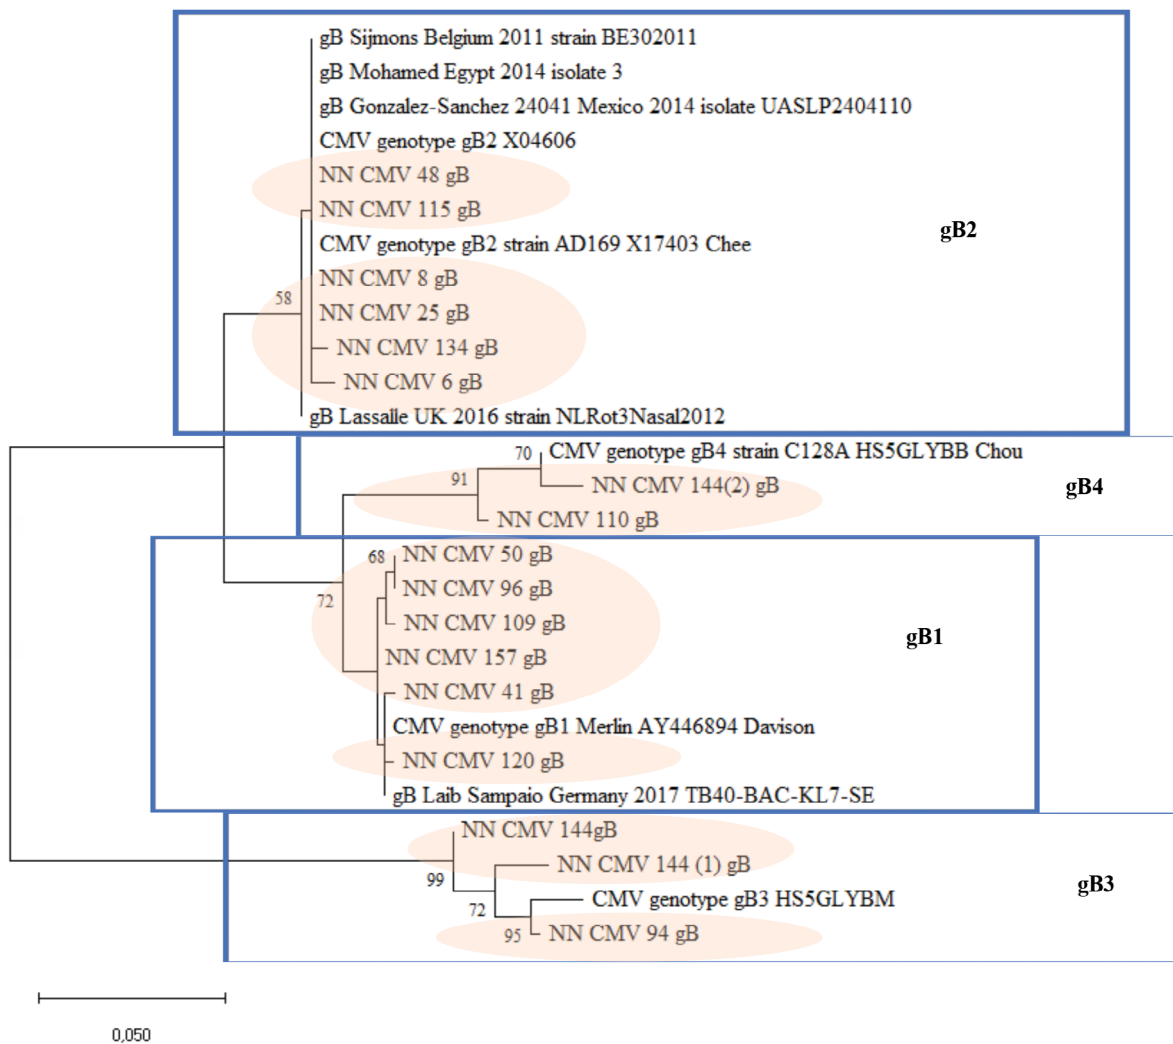 gB Sijmons Belgium 2011 strain BE302011
gB Mohamed Egypt 2014 isolate 3
gB Gonzalez-Sanchez 24041 Mexico 2014 isolate UASLP2404110
CMV genotype gB2 X04606
NN CMV 48 gB
NN CMV 115 gB
gB2
CMV genotype gB2 strain AD169 X17403 Chee
NN CMV 8 gB
58
NN CMV 25 gB
NN CMV 134 gB
NN CMV 6 gB
gB Lassalle UK 2016 strain NLRot3Nasal2012
70
CMV genotype gB4 strain C128A HS5GLYBB Chou
91
NN CMV 144(2) gB
gB4
NN CMV 110 gB
68
NN CMV 50 gB
NN CMV 96 gB
72
NN CMV 109 gB
gB1
NN CMV 157 gB
NN CMV 41 gB
CMV genotype gB1 Merlin AY446894 Davison
NN CMV 120 gB
gB Laib Sampaio Germany 2017 TB40-BAC-KL7-SE
NN CMV 144gB
NN CMV 144 (1) gB
99
gB3
CMV genotype gB3 HS5GLYBM
72
NN CMV 94 gB
95
0,050